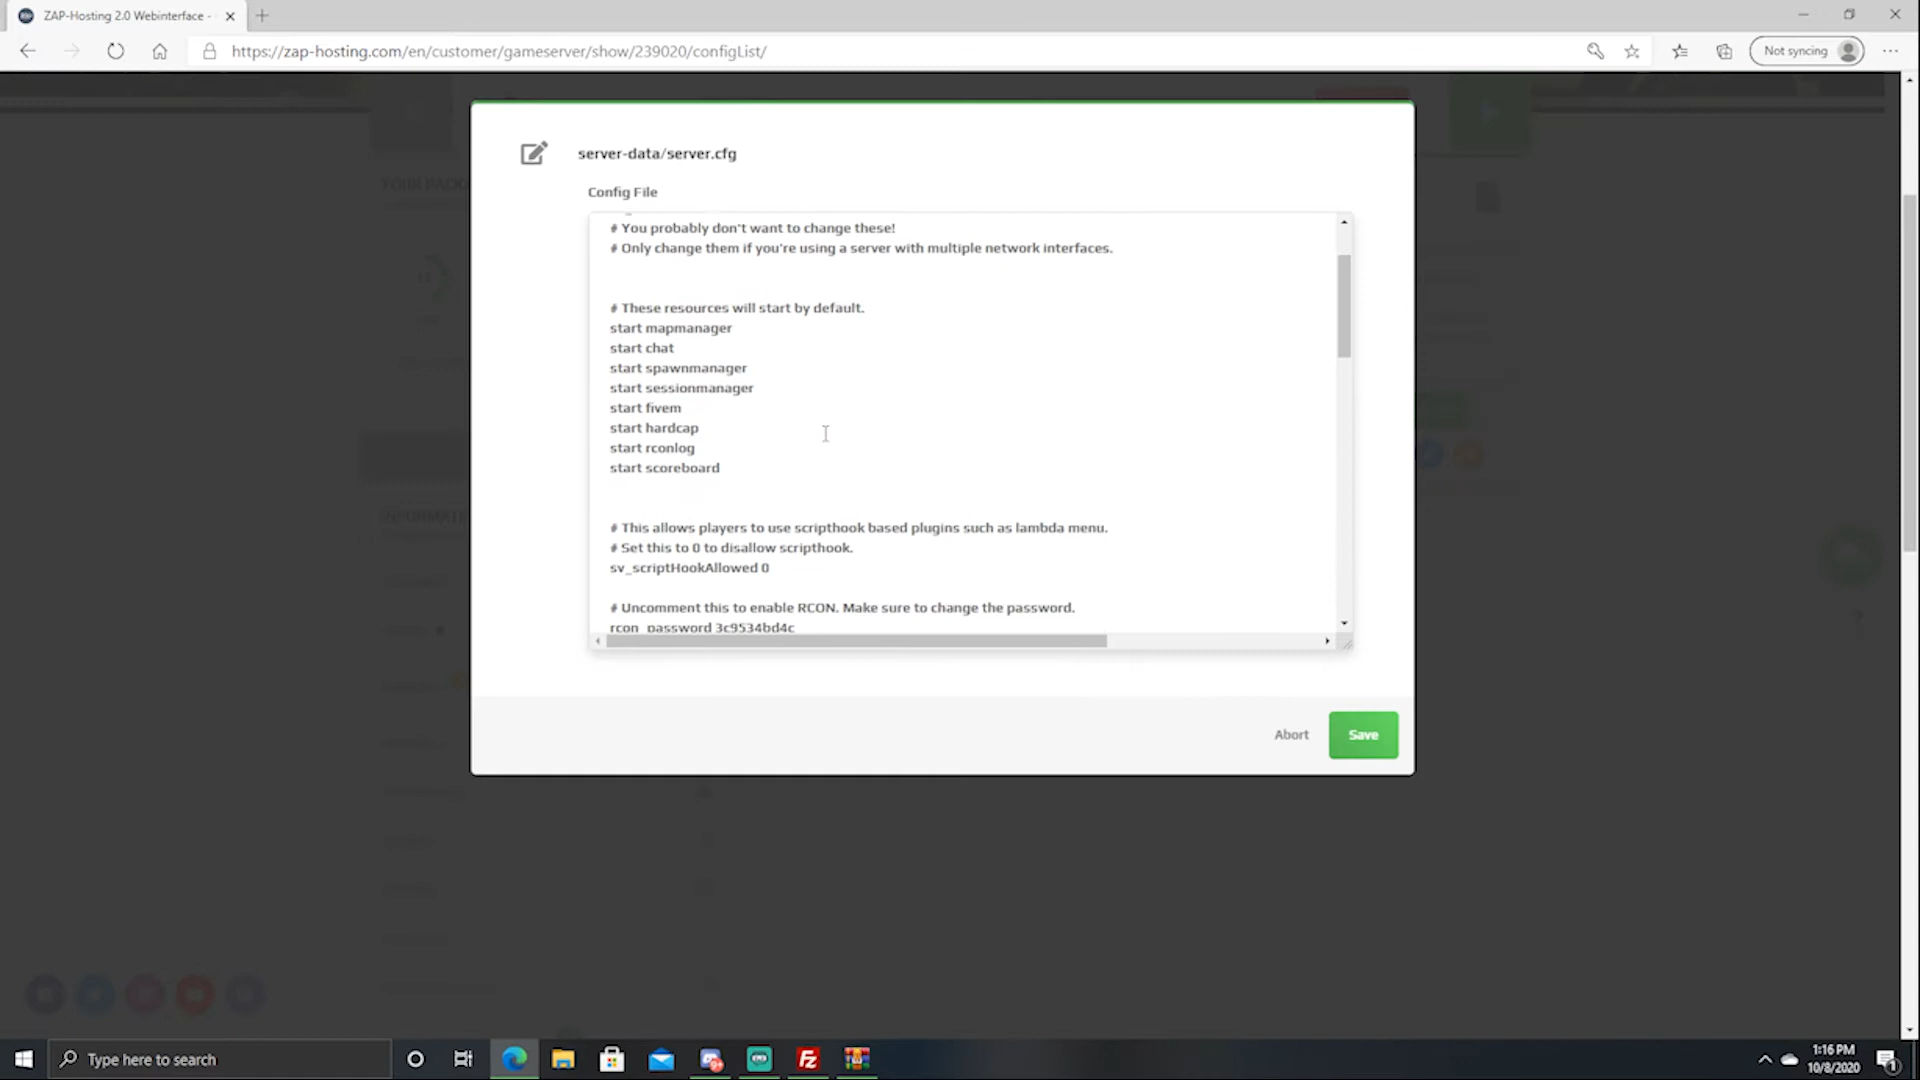 ZAP-Hosting 2.0 Webinterface -
https://zap-hosting.com/en/customer/gameserver/show/239020/configList/
Not syncing
server-data/server.cfg
Config File
# You probably don't want to change these!
# Only change them if you're using a server with multiple network interfaces.
# These resources will start by default.
start mapmanager
start chat
start spawnmanager
start sessionmanager
start fivem
start hardcap
start rconlog
start scoreboard
# This allows players to use scripthook based plugins such as lambda menu.
# Set this to 0 to disallow scripthook.
sv_scriptHookAllowed 0
# Uncomment this to enable RCON. Make sure to change the password.
rcon_password 3c9534bd4c
Abort
Save
Type here to search
1:16 PM
10/8/2020